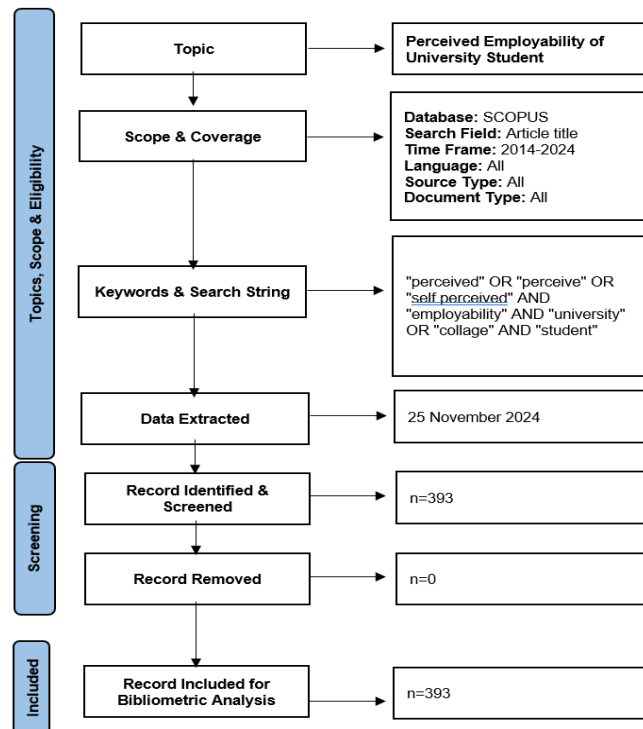 Topics, Scope & Eligibility
Topic
Perceived Employability of
University Student
Scope & Coverage
Database: SCOPUS
Search Field: Article title
Time Frame: 2014-2024
Language: All
Source Type: All
Document Type: All
Keywords & Search String
"perceived" OR "perceive" OR
"self perceived" AND
"employability" AND "university"
OR "collage" AND "student"
Data Extracted
25 November 2024
Screening
Record Identified &
Screened
n=393
Record Removed
n=0
Included
Record Included for
Bibliometric Analysis
n=393